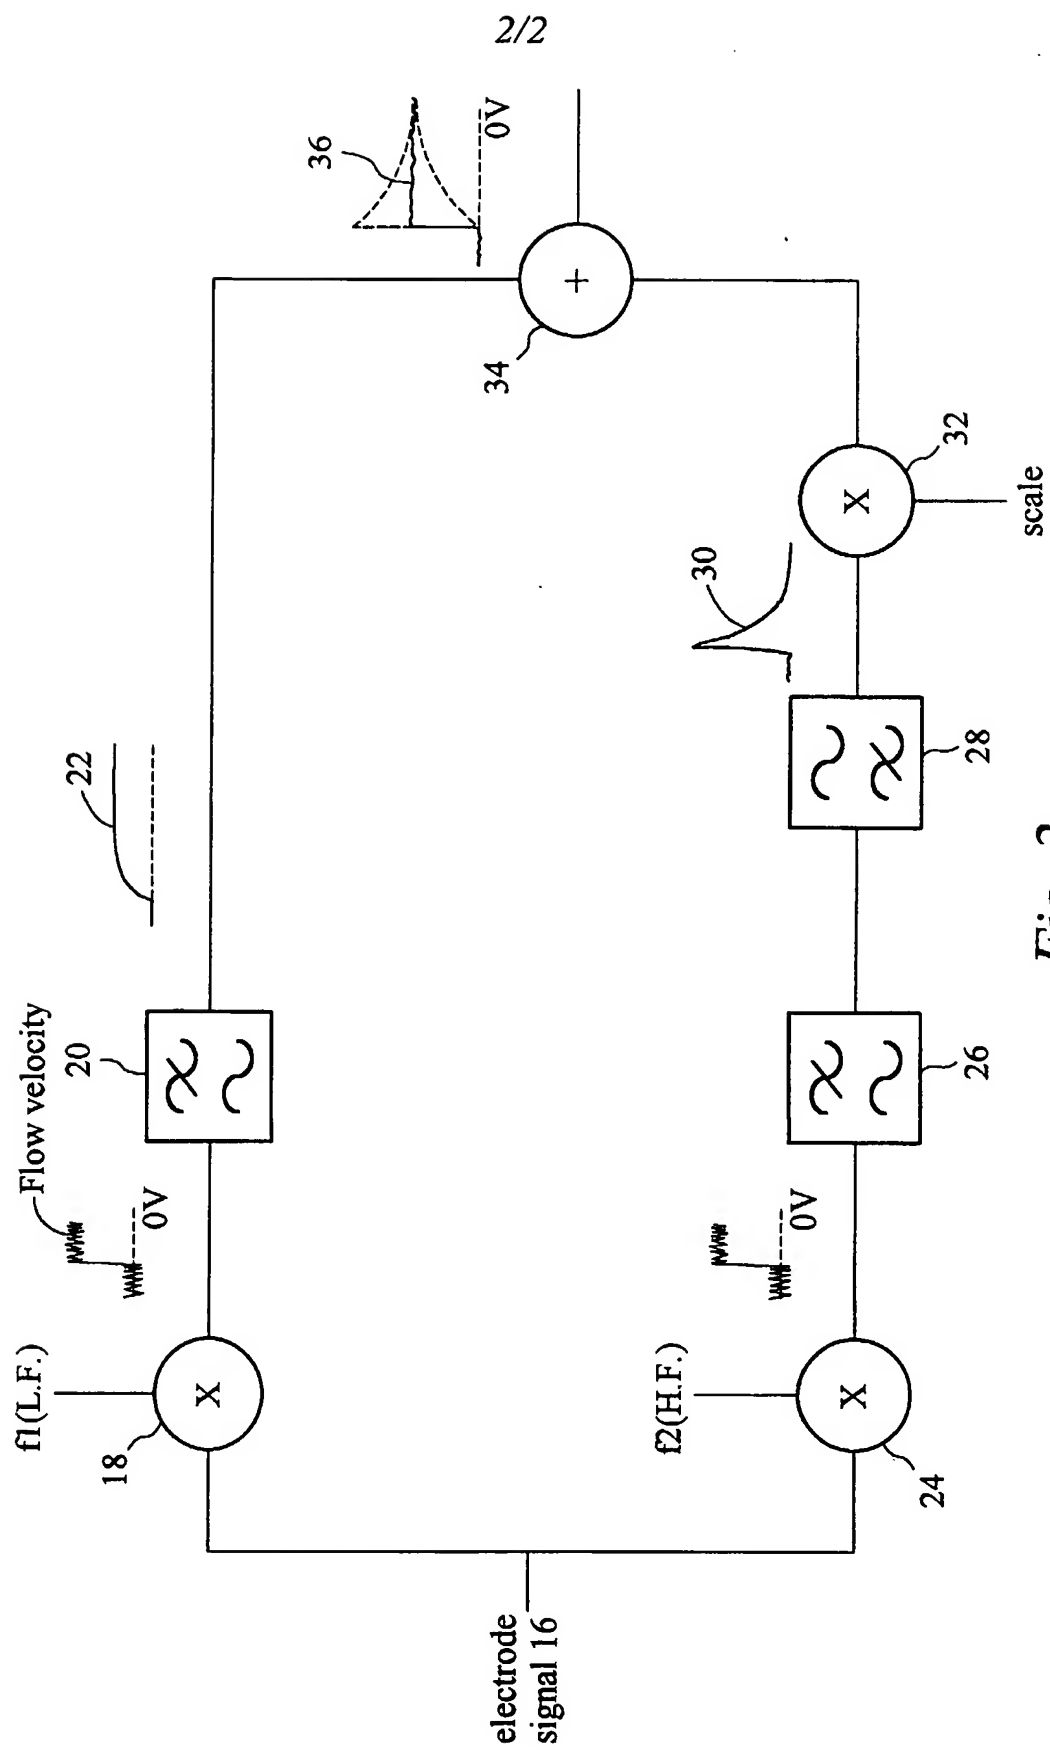 2/2
Flow velocity
22
36
0V
20
0V
f1(L.F.)
18
34
30
32
scale
28
26
0V
f2(H.F.)
24
electrode
signal 16
X
X
X
+